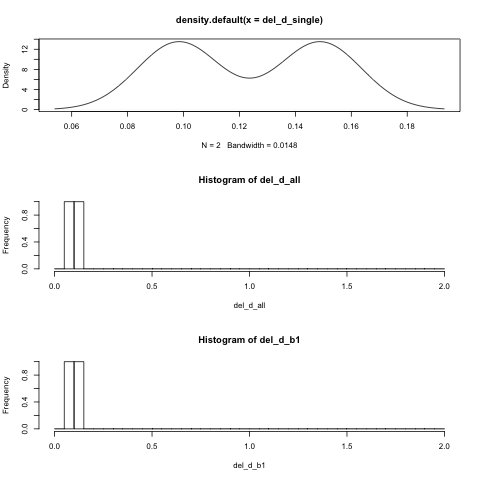 density.default(x = del_d_single)
Density
0 4 8 12
0.06 0.08 0.10 0.12 0.14 0.16 0.18
N = 2 Bandwidth = 0.0148
Histogram of del_d_all
Frequency
0.0 0.4 0.8
0.0 0.5 1.0 1.5 2.0
del_d_all
Histogram of del_d_b1
Frequency
0.0 0.4 0.8
0.0 0.5 1.0 1.5 2.0
del_d_b1